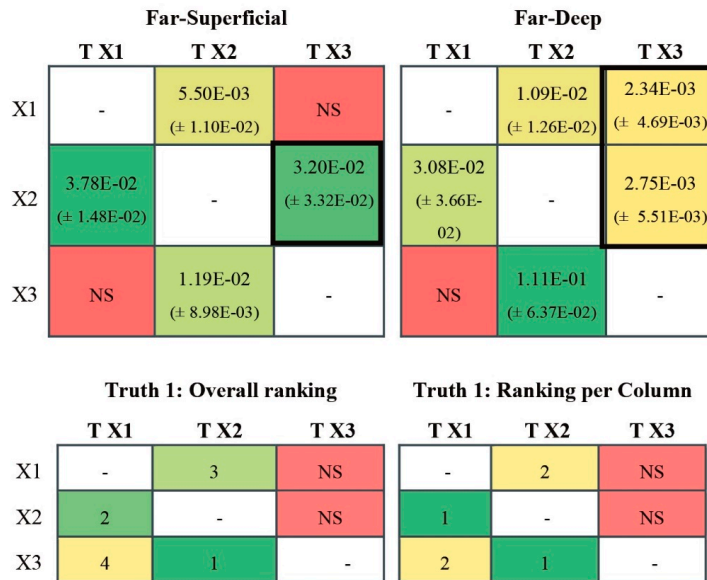 Far-Superficial Far-Deep
T X1 T X2 T X3 T X1 T X2 T X3
X1 - 5.50E-03 NS - 1.09E-02 2.34E-03
(± 1.10E-02) (± 1.26E-02) (± 4.69E-03)
X2 3.78E-02 - 3.20E-02 3.08E-02 - 2.75E-03
(± 1.48E-02) (± 3.32E-02) (± 3.66E- (± 5.51E-03)
02)
X3 NS 1.19E-02 - NS 1.11E-01 -
(± 8.98E-03) (± 6.37E-02)
Truth 1: Overall ranking Truth 1: Ranking per Column
T X1 T X2 T X3 T X1 T X2 T X3
X1 - 3 NS - 2 NS
X2 2 - NS 1 - NS
X3 4 1 - 2 1 -